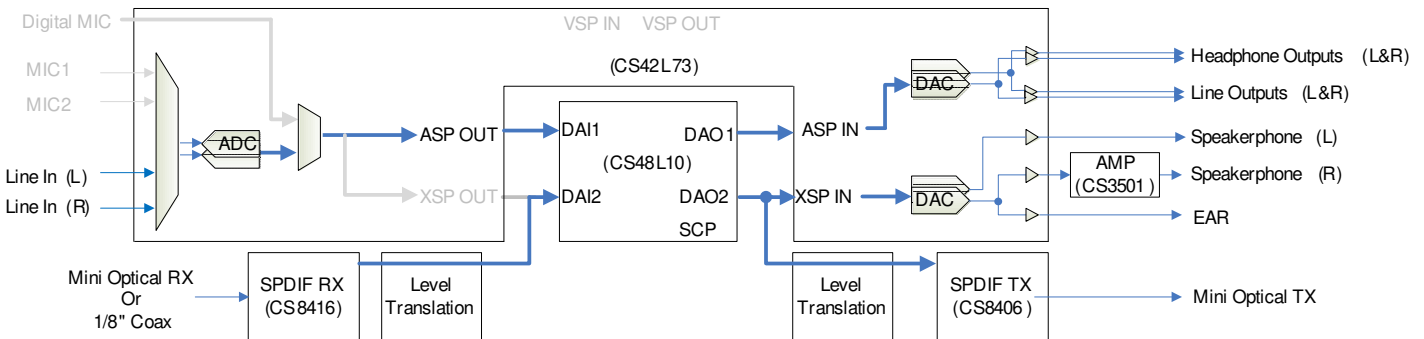 Digital MIC
VSP IN VSP OUT
MIC1
MIC2
(CS42L73)
DAC
Headphone Outputs (L&R)
Line Outputs (L&R)
ADC
ASP OUT
DAI1
DAO1
ASP IN
(CS48L10)
Speakerphone (L)
AMP
(CS3501)
Speakerphone (R)
Line In (L)
Line In (R)
XSP OUT
DAI2
DAO2
XSP IN
DAC
EAR
SCP
Mini Optical RX
Or
1/8" Coax
SPDIF RX
(CS8416)
Level
Translation
Level
Translation
SPDIF TX
(CS8406)
Mini Optical TX